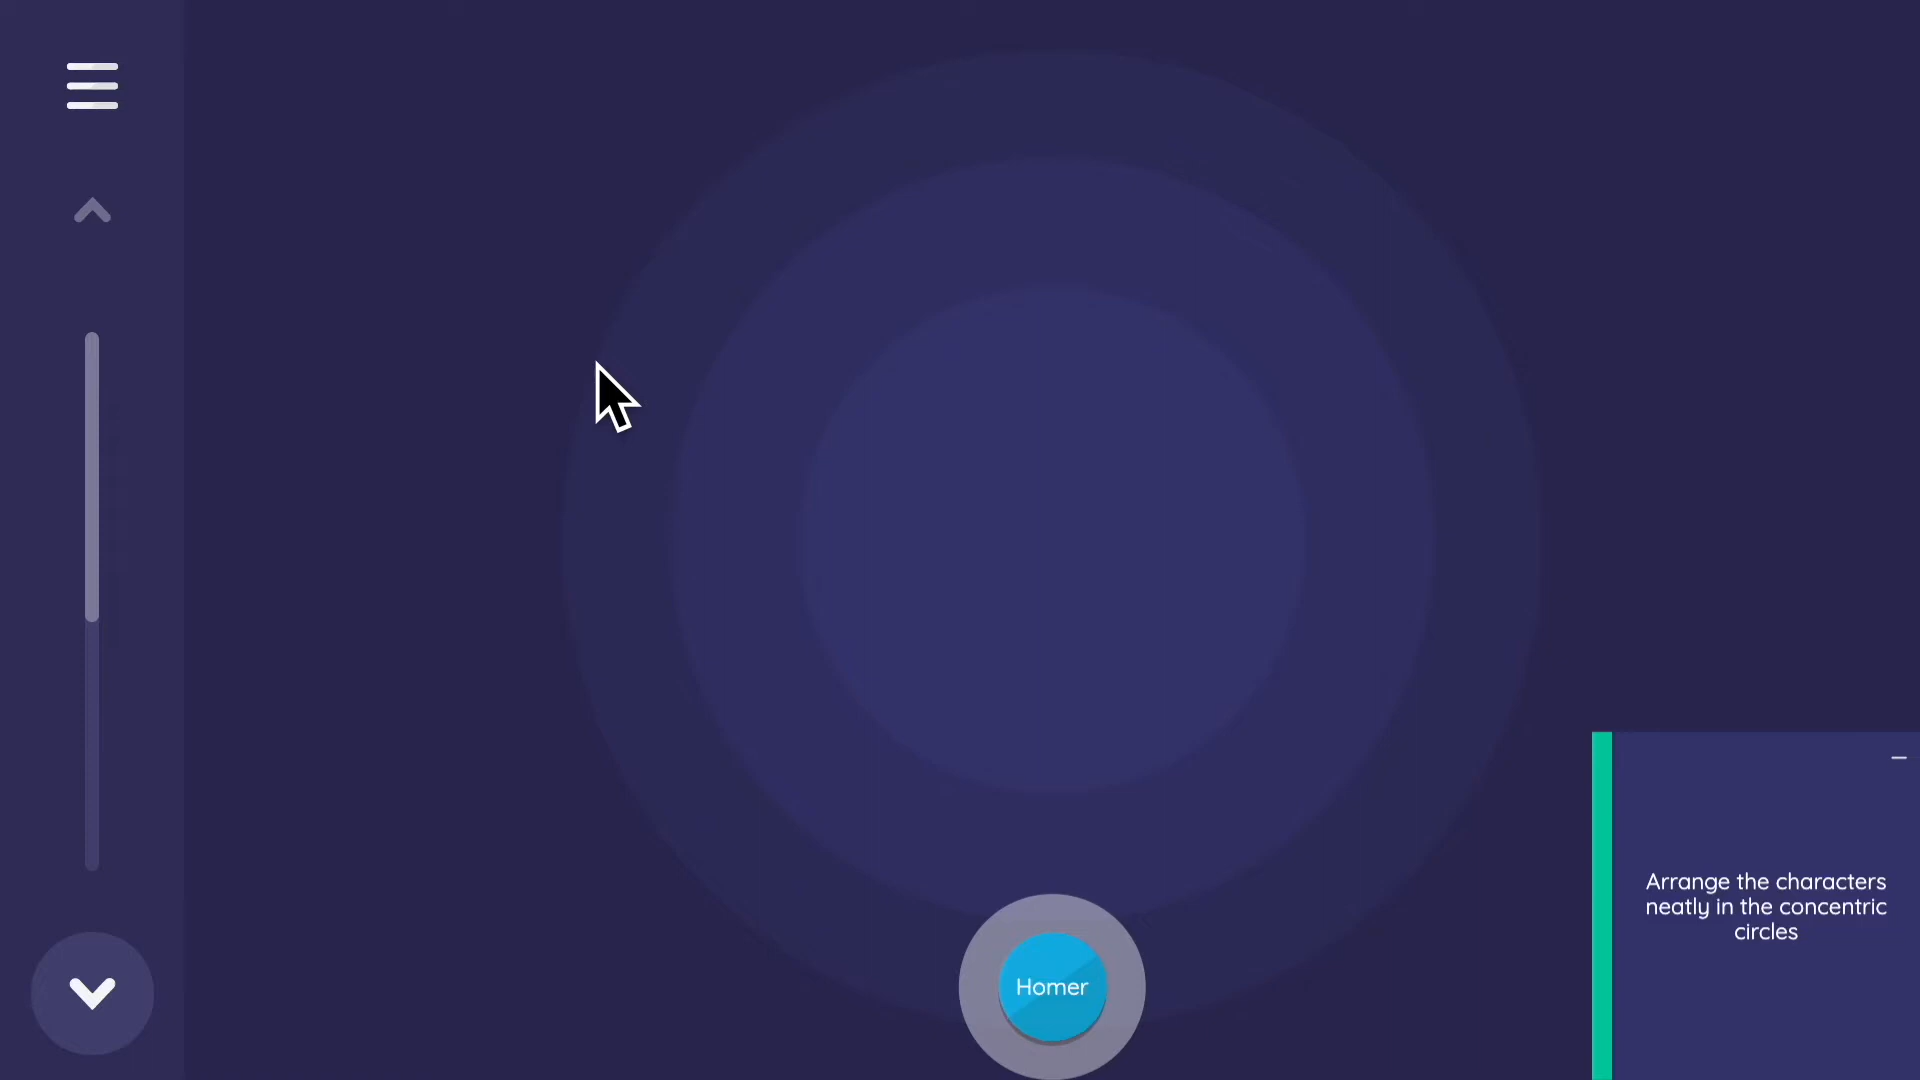 Homer
Arrange the characters
neatly in the concentric
circles